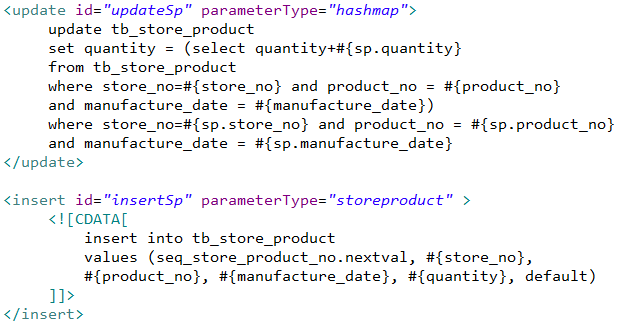 <update id="updateSp" parameterType="hashmap">
update tb_store_product
set quantity = (select quantity+#{sp.quantity}
from tb_store_product
where store_no=#{store_no} and product_no = #{product_no}
and manufacture_date = #{manufacture_date})
where store_no=#{sp.store_no} and product_no = #{sp.product_no}
and manufacture_date = #{sp.manufacture_date}
</update>
<insert id="insertSp" parameterType="storeproduct" >
<![CDATA[
insert into tb_store_product
values (seq_store_product_no.nextval, #{store_no},
#{product_no}, #{manufacture_date}, #{quantity}, default)
]]>
</insert>